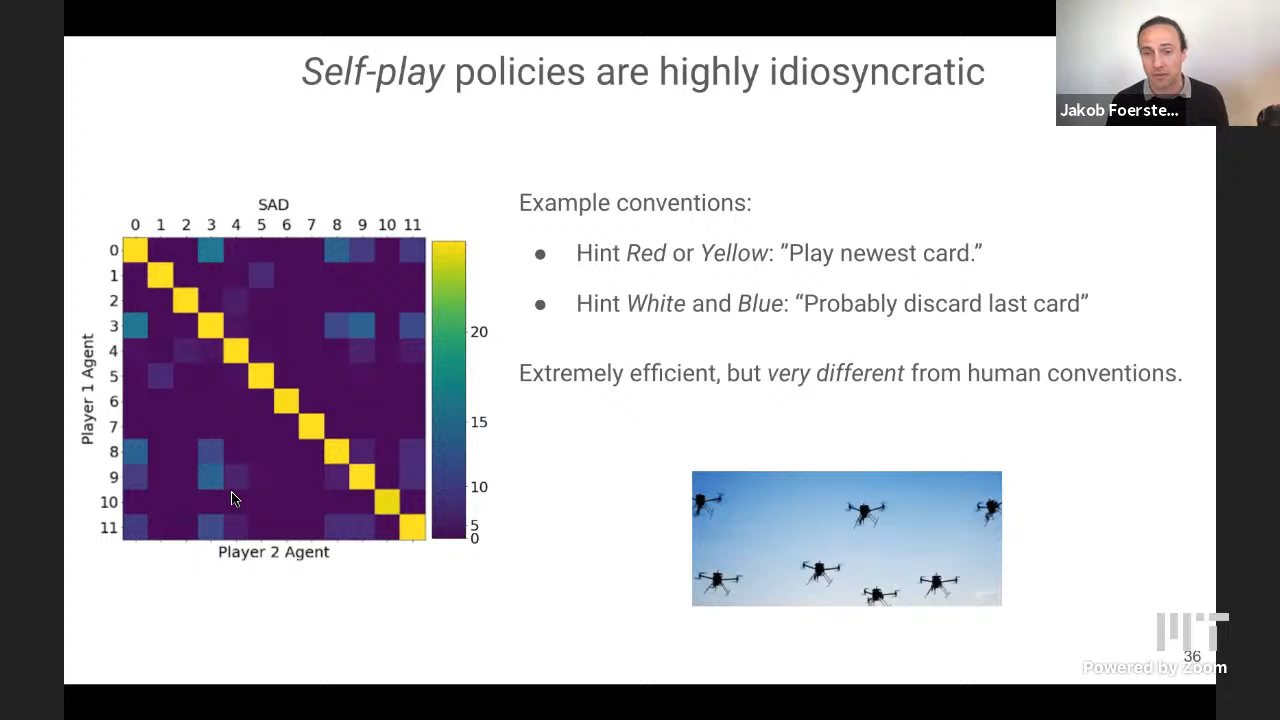 Self-play policies are highly idiosyncratic
Jakob Foerste...
SAD
0 1 2 3 4 5 6 7 8 9 10 11
0
1
2
3
4
5
6
7
8
9
10
11
Player 1 Agent
Player 2 Agent
20
15
10
5
0
Example conventions:
● Hint Red or Yellow: ”Play newest card.”
● Hint White and Blue: “Probably discard last card”
Extremely efficient, but very different from human conventions.
MIT
36
Powered by Zoom